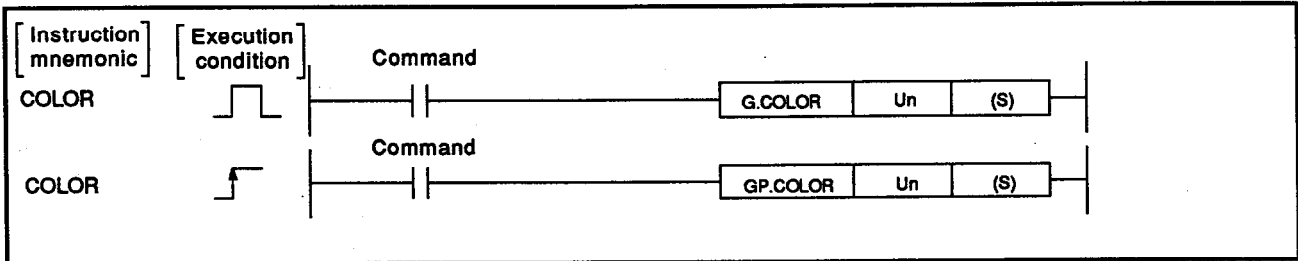 Instruction mnemonic
Execution condition
Command
COLOR
G.COLOR Un (S)
Command
COLOR
GP.COLOR Un (S)